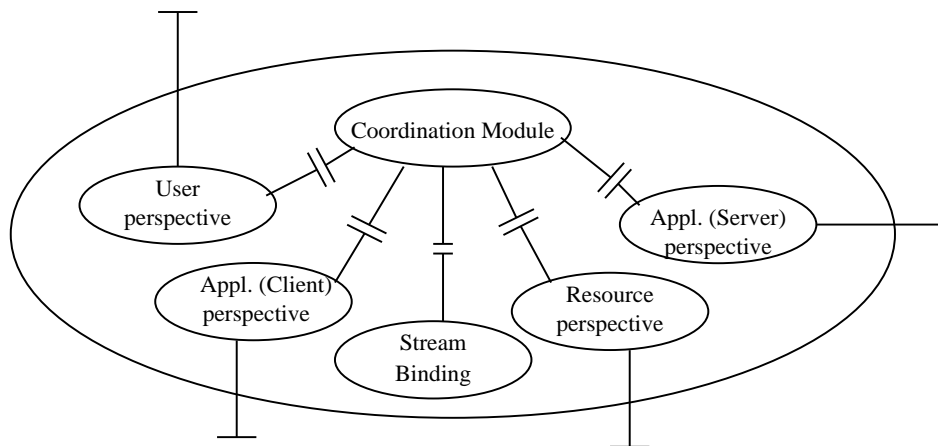 Coordination Module
User
perspective
Appl. (Server)
perspective
Appl. (Client)
perspective
Resource
perspective
Stream
Binding